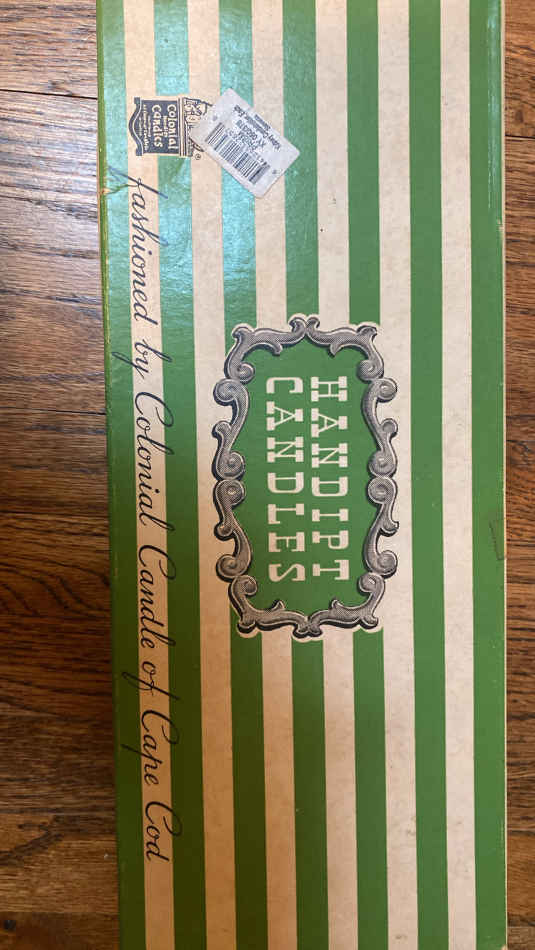 HANDIPT
CANDLES
fashioned by Colonial Candle of Cape Cod
Colonial
Candles